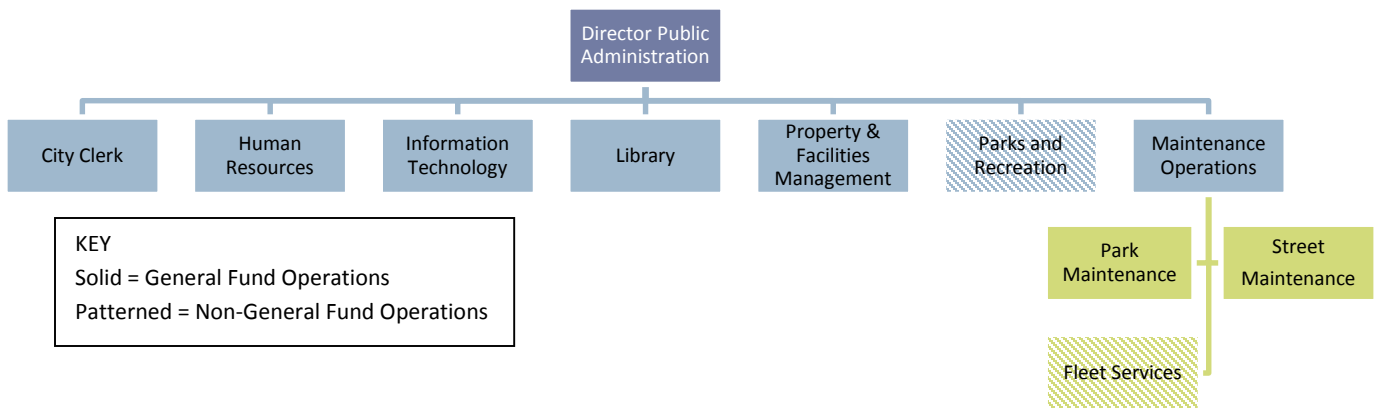 Director Public
Administration
City Clerk
Human
Resources
Information
Technology
Library
Property &
Facilities
Management
Parks and
Recreation
Maintenance
Operations
KEY
Solid = General Fund Operations
Patterned = Non-General Fund Operations
Park
Maintenance
Street
Maintenance
Fleet Services